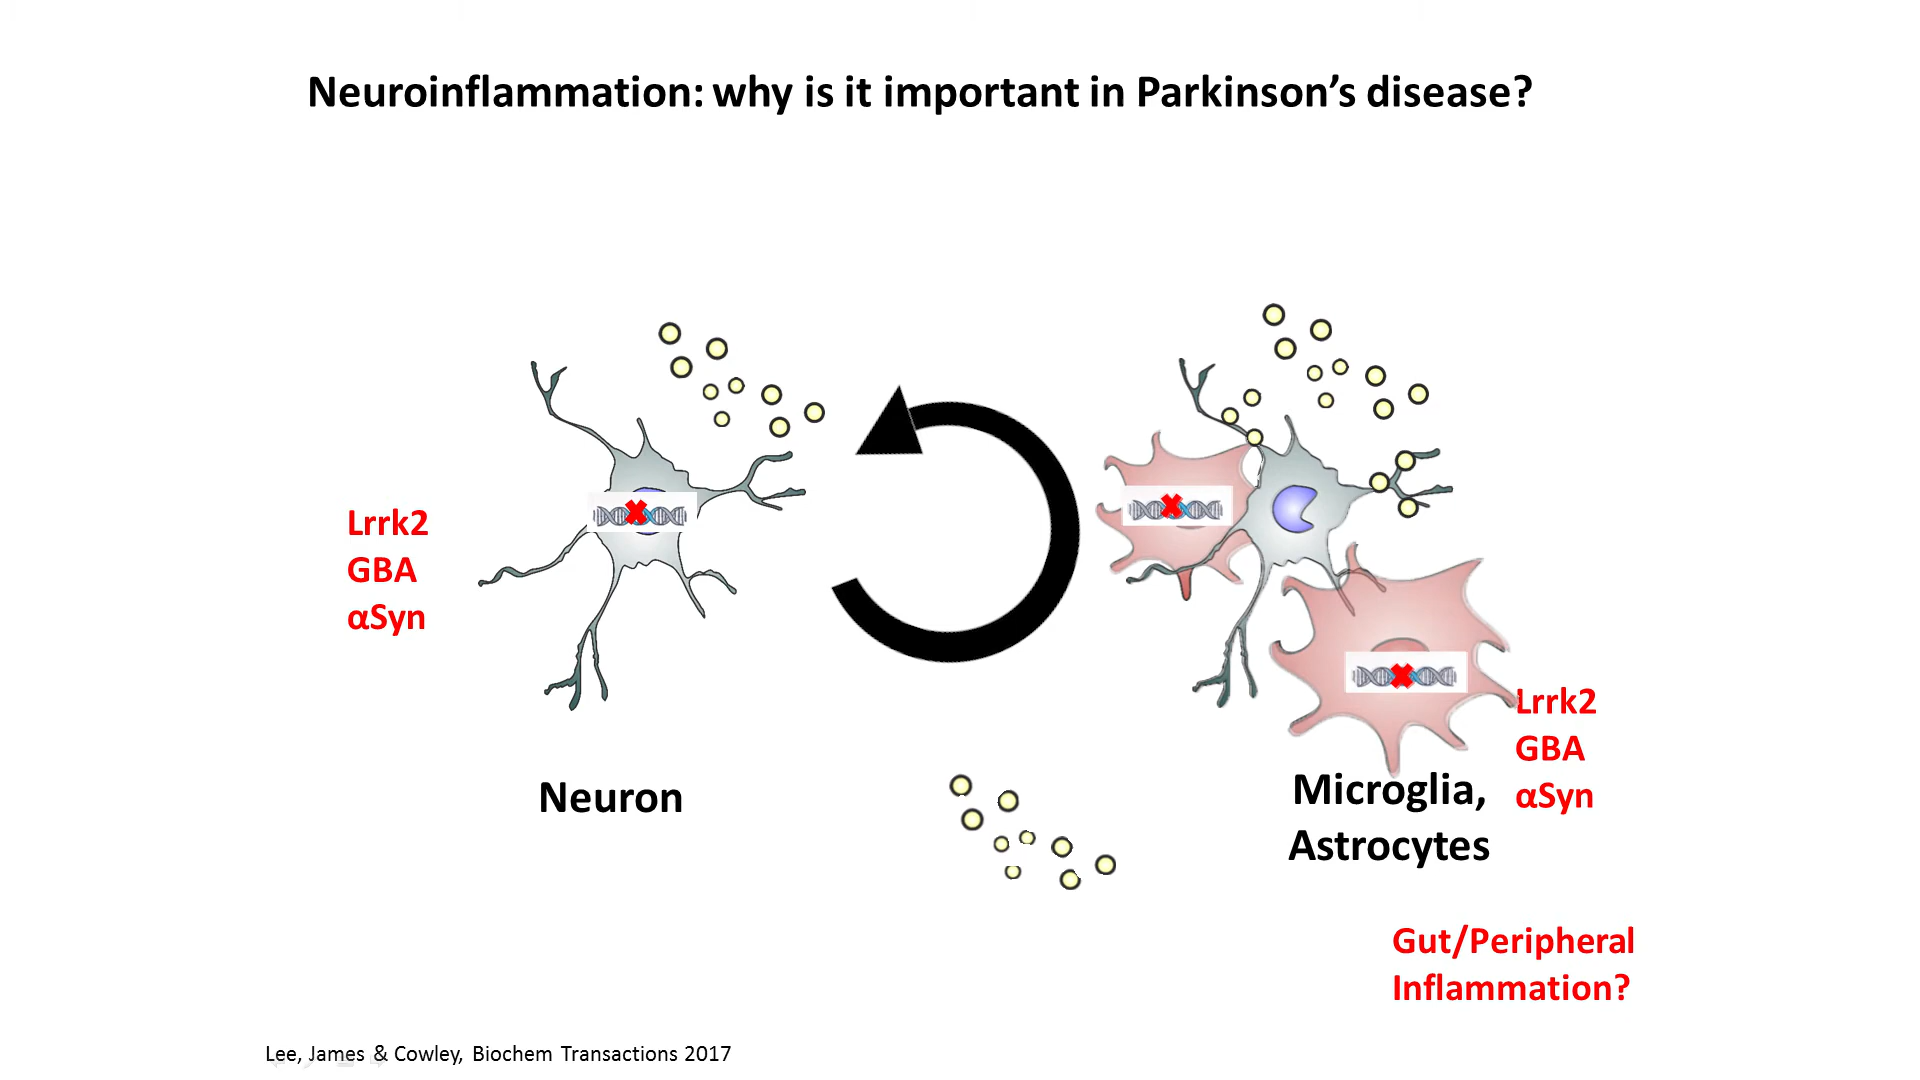 Neuroinflammation: why is it important in Parkinson’s disease?
Lrrk2
GBA
αSyn
Neuron
Microglia,
Astrocytes
Lrrk2
GBA
αSyn
Gut/Peripheral
Inflammation?
Lee, James & Cowley, Biochem Transactions 2017